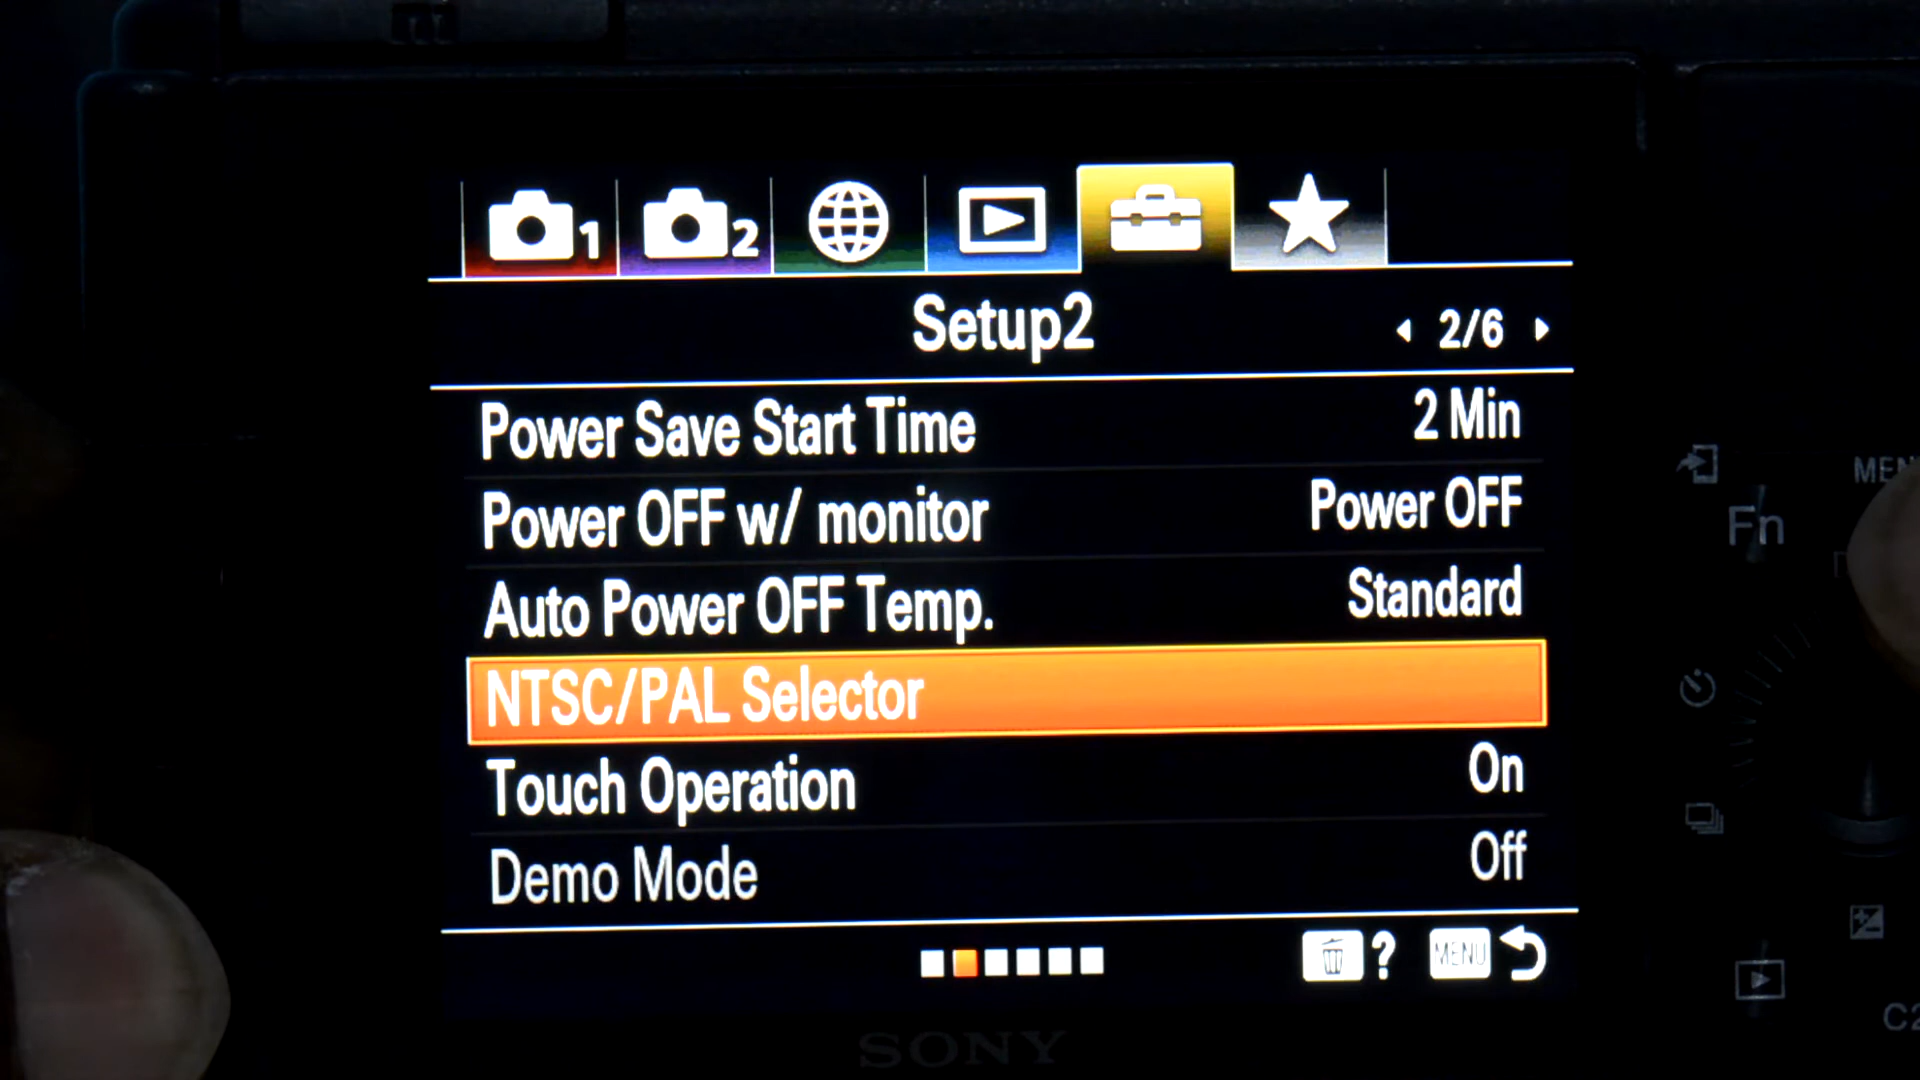 1 2
Setup2 2/6
Power Save Start Time 2 Min
Power OFF w/ monitor Power OFF
Auto Power OFF Temp. Standard
NTSC/PAL Selector
Touch Operation On
Demo Mode Off
? MENU
SONY
Fn